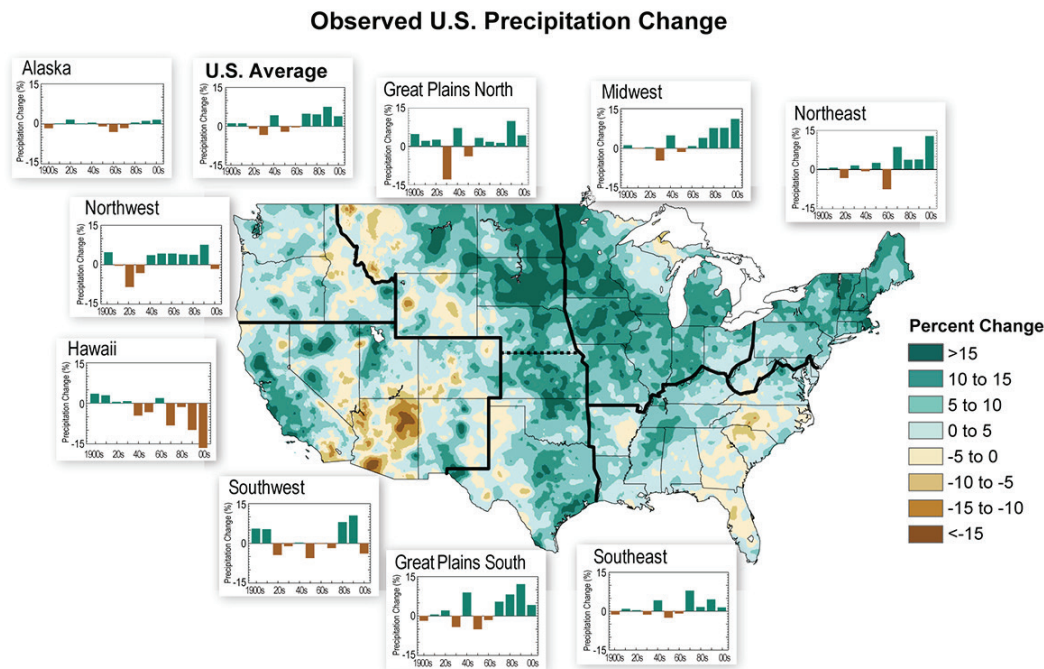 Observed U.S. Precipitation Change
Alaska
Precipitation Change (%)
15
0
-15
1900s 20s 40s 60s 80s 00s
U.S. Average
Precipitation Change (%)
15
0
-15
1900s 20s 40s 60s 80s 00s
Great Plains North
Precipitation Change (%)
15
0
-15
1900s 20s 40s 60s 80s 00s
Midwest
Precipitation Change (%)
15
0
-15
1900s 20s 40s 60s 80s 00s
Northeast
Precipitation Change (%)
15
0
-15
1900s 20s 40s 60s 80s 00s
Northwest
Precipitation Change (%)
15
0
-15
1900s 20s 40s 60s 80s 00s
Hawaii
Precipitation Change (%)
15
0
-15
1900s 20s 40s 60s 80s 00s
Southwest
Precipitation Change (%)
15
0
-15
1900s 20s 40s 60s 80s 00s
Great Plains South
Precipitation Change (%)
15
0
-15
1900s 20s 40s 60s 80s 00s
Southeast
Precipitation Change (%)
15
0
-15
1900s 20s 40s 60s 80s 00s
Percent Change
>15
10 to 15
5 to 10
0 to 5
-5 to 0
-10 to -5
-15 to -10
<-15